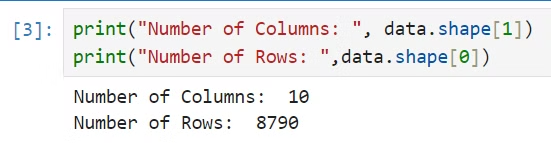 [3]: print("Number of Columns: ", data.shape[1])
print("Number of Rows: ",data.shape[0])
Number of Columns:  10
Number of Rows:  8790